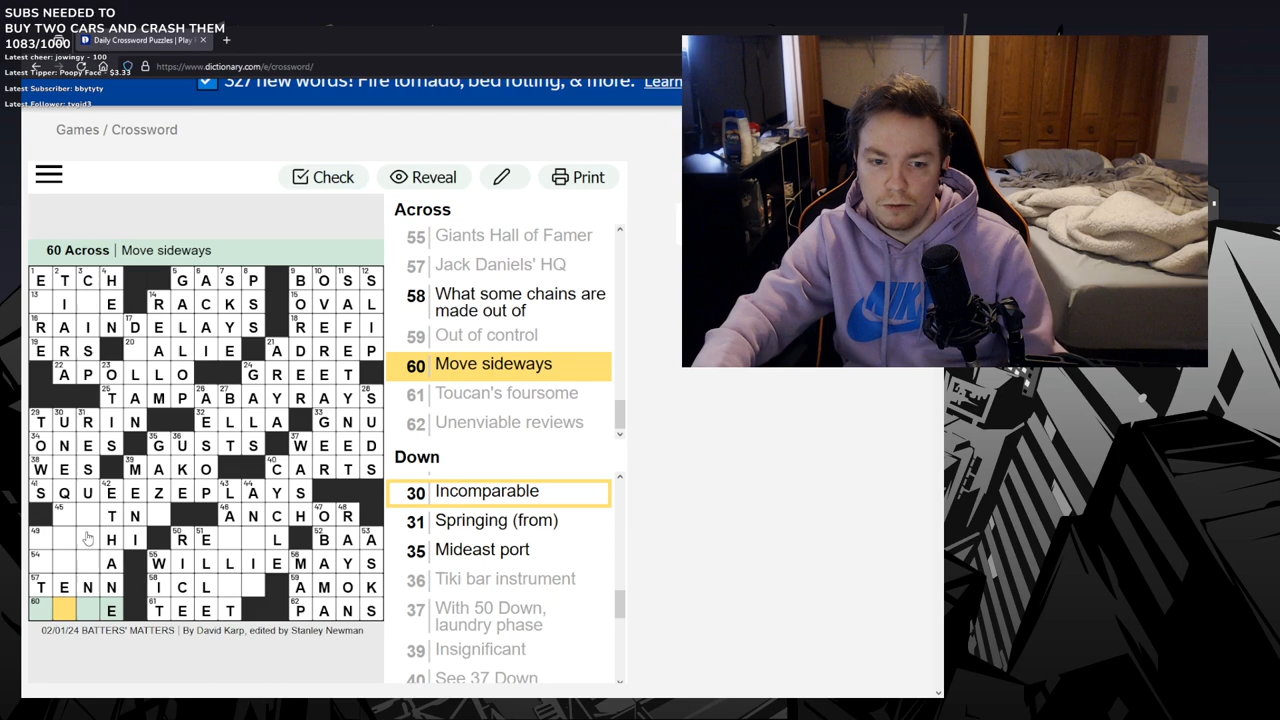 SUBS NEEDED TO
BUY TWO CARS AND CRASH THEM
1083/1000
Latest cheer: jowingy - 100
Latest Tipper: Poopy Face - $3.33
Latest Subscriber: bbytyty
Latest Follower: tvgid3
Daily Crossword Puzzles | Play
https://www.dictionary.com/e/crossword/
327 new words! Fire tornado, bed rotting, & more. Learn
Games / Crossword
Check
Reveal
Print
60 Across | Move sideways
E T C H G A S P B O S S
I E R A C K S O V A L
R A I N D E L A Y S R E F I
E R S A L I E A D R E P
A P O L L O G R E E T
T A M P A B A Y R A Y S
T U R I N E L L A G N U
O N E S G U S T S W E E D
W E S M A K O C A R T S
S Q U E E Z E P L A Y S
T N A N C H O R
H I R E L B A A
A W I L L I E M A Y S
T E N N I C L A M O K
E T E E T P A N S
02/01/24 BATTERS' MATTERS | By David Karp, edited by Stanley Newman
Across
55 Giants Hall of Famer
57 Jack Daniels' HQ
58 What some chains are
made out of
59 Out of control
60 Move sideways
61 Toucan's foursome
62 Unenviable reviews
Down
30 Incomparable
31 Springing (from)
35 Mideast port
36 Tiki bar instrument
37 With 50 Down,
laundry phase
39 Insignificant
40 See 37 Down
NIKE